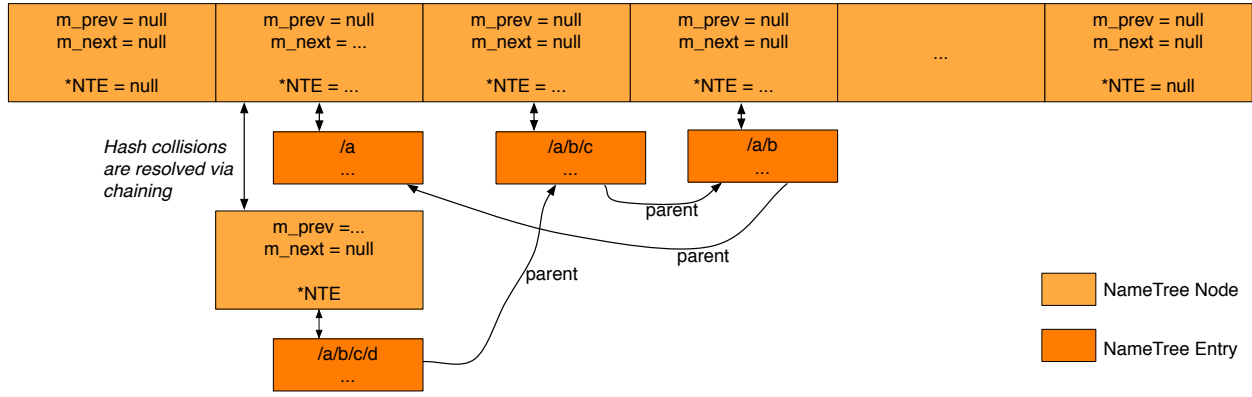 m_prev = null
m_next = null
*NTE = null
m_prev = null
m_next = ...
*NTE = ...
m_prev = null
m_next = null
*NTE = ...
m_prev = null
m_next = null
*NTE = ...
...
m_prev = null
m_next = null
*NTE = null
Hash collisions
are resolved via
chaining
/a
...
/a/b/c
...
/a/b
...
parent
parent
parent
m_prev =...
m_next = null
*NTE
/a/b/c/d
...
NameTree Node
NameTree Entry